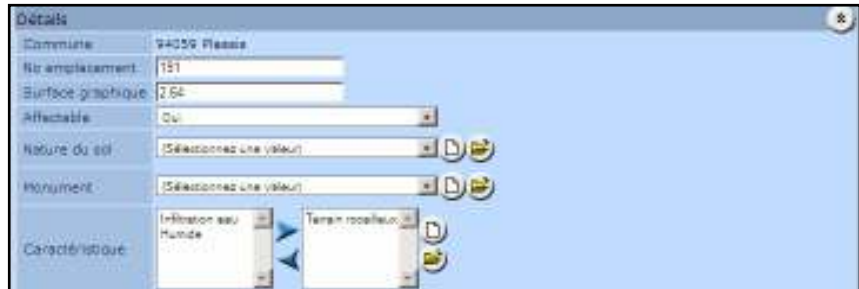 Détails
Commune 94059 Plessis
No emplacement 191
Surface graphique 2.64
Affectable Oui
Nature du sol (Sélectionnez une valeur)
Monument (Sélectionnez une valeur)
Caractéristique
Infiltration eau
Humide
Terrain rocailleux